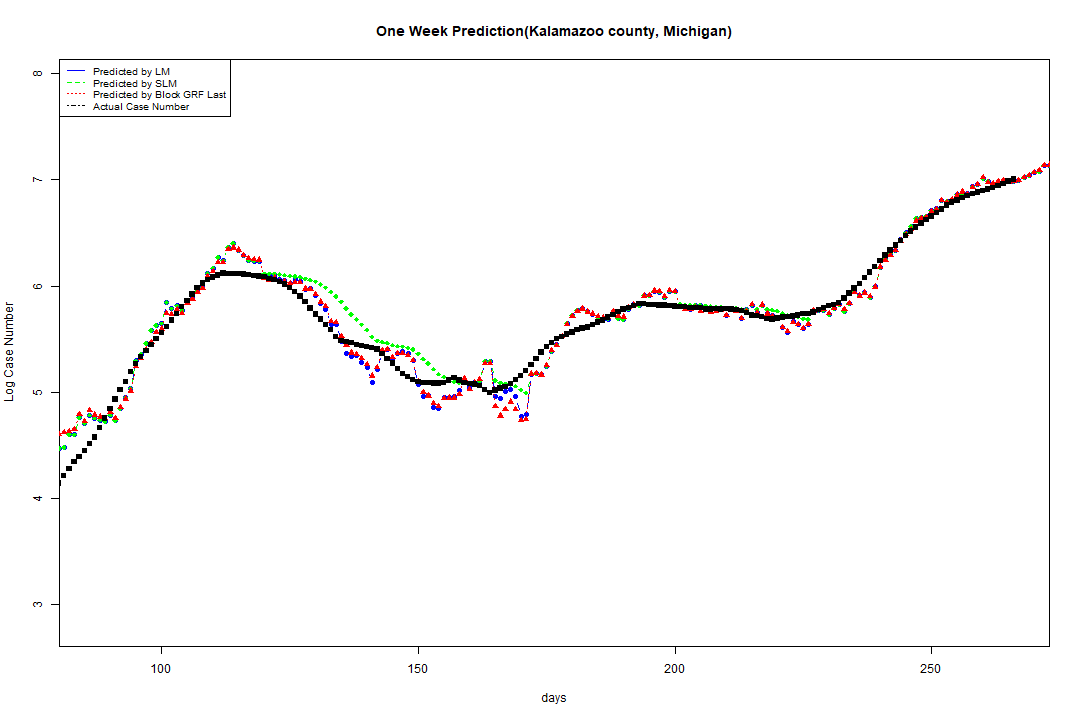 One Week Prediction(Kalamazoo county, Michigan)
Predicted by LM
Predicted by SLM
Predicted by Block GRF Last
Actual Case Number
8
7
6
5
4
3
Log Case Number
100
150
200
250
days